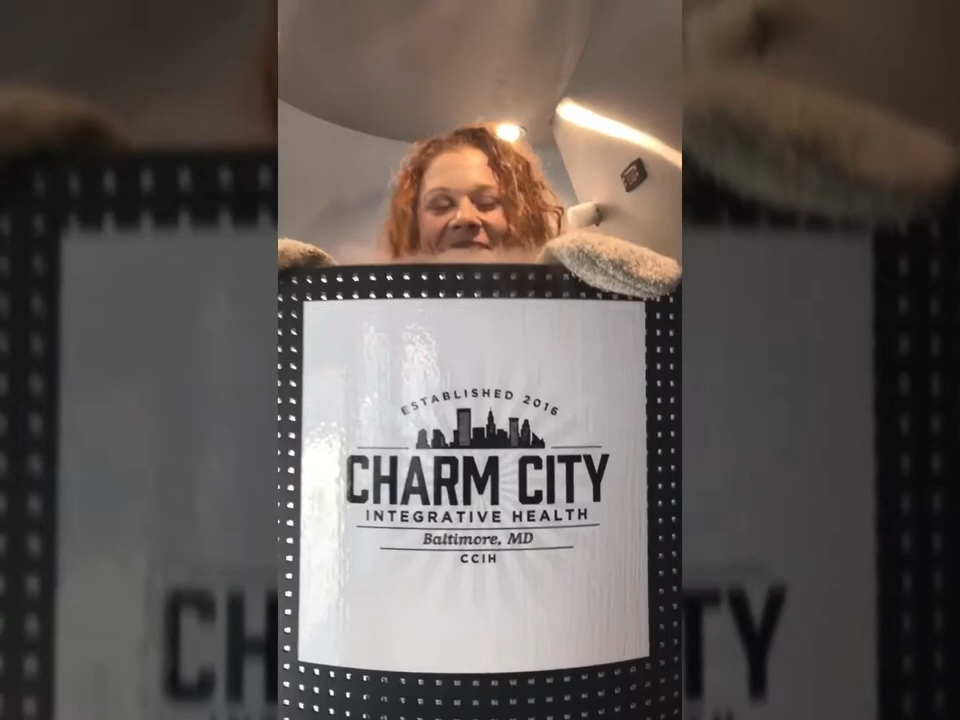 ESTABLISHED 2016
CHARM CITY
INTEGRATIVE HEALTH
Baltimore, MD
CCIH